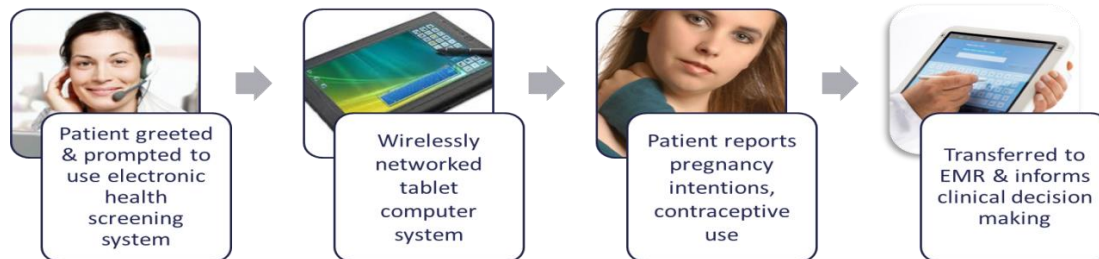 Patient greeted
& prompted to
use electronic
health
screening
system
Wirelessly
networked
tablet
computer
system
Patient reports
pregnancy
intentions,
contraceptive
use
Transferred to
EMR & informs
clinical decision
making